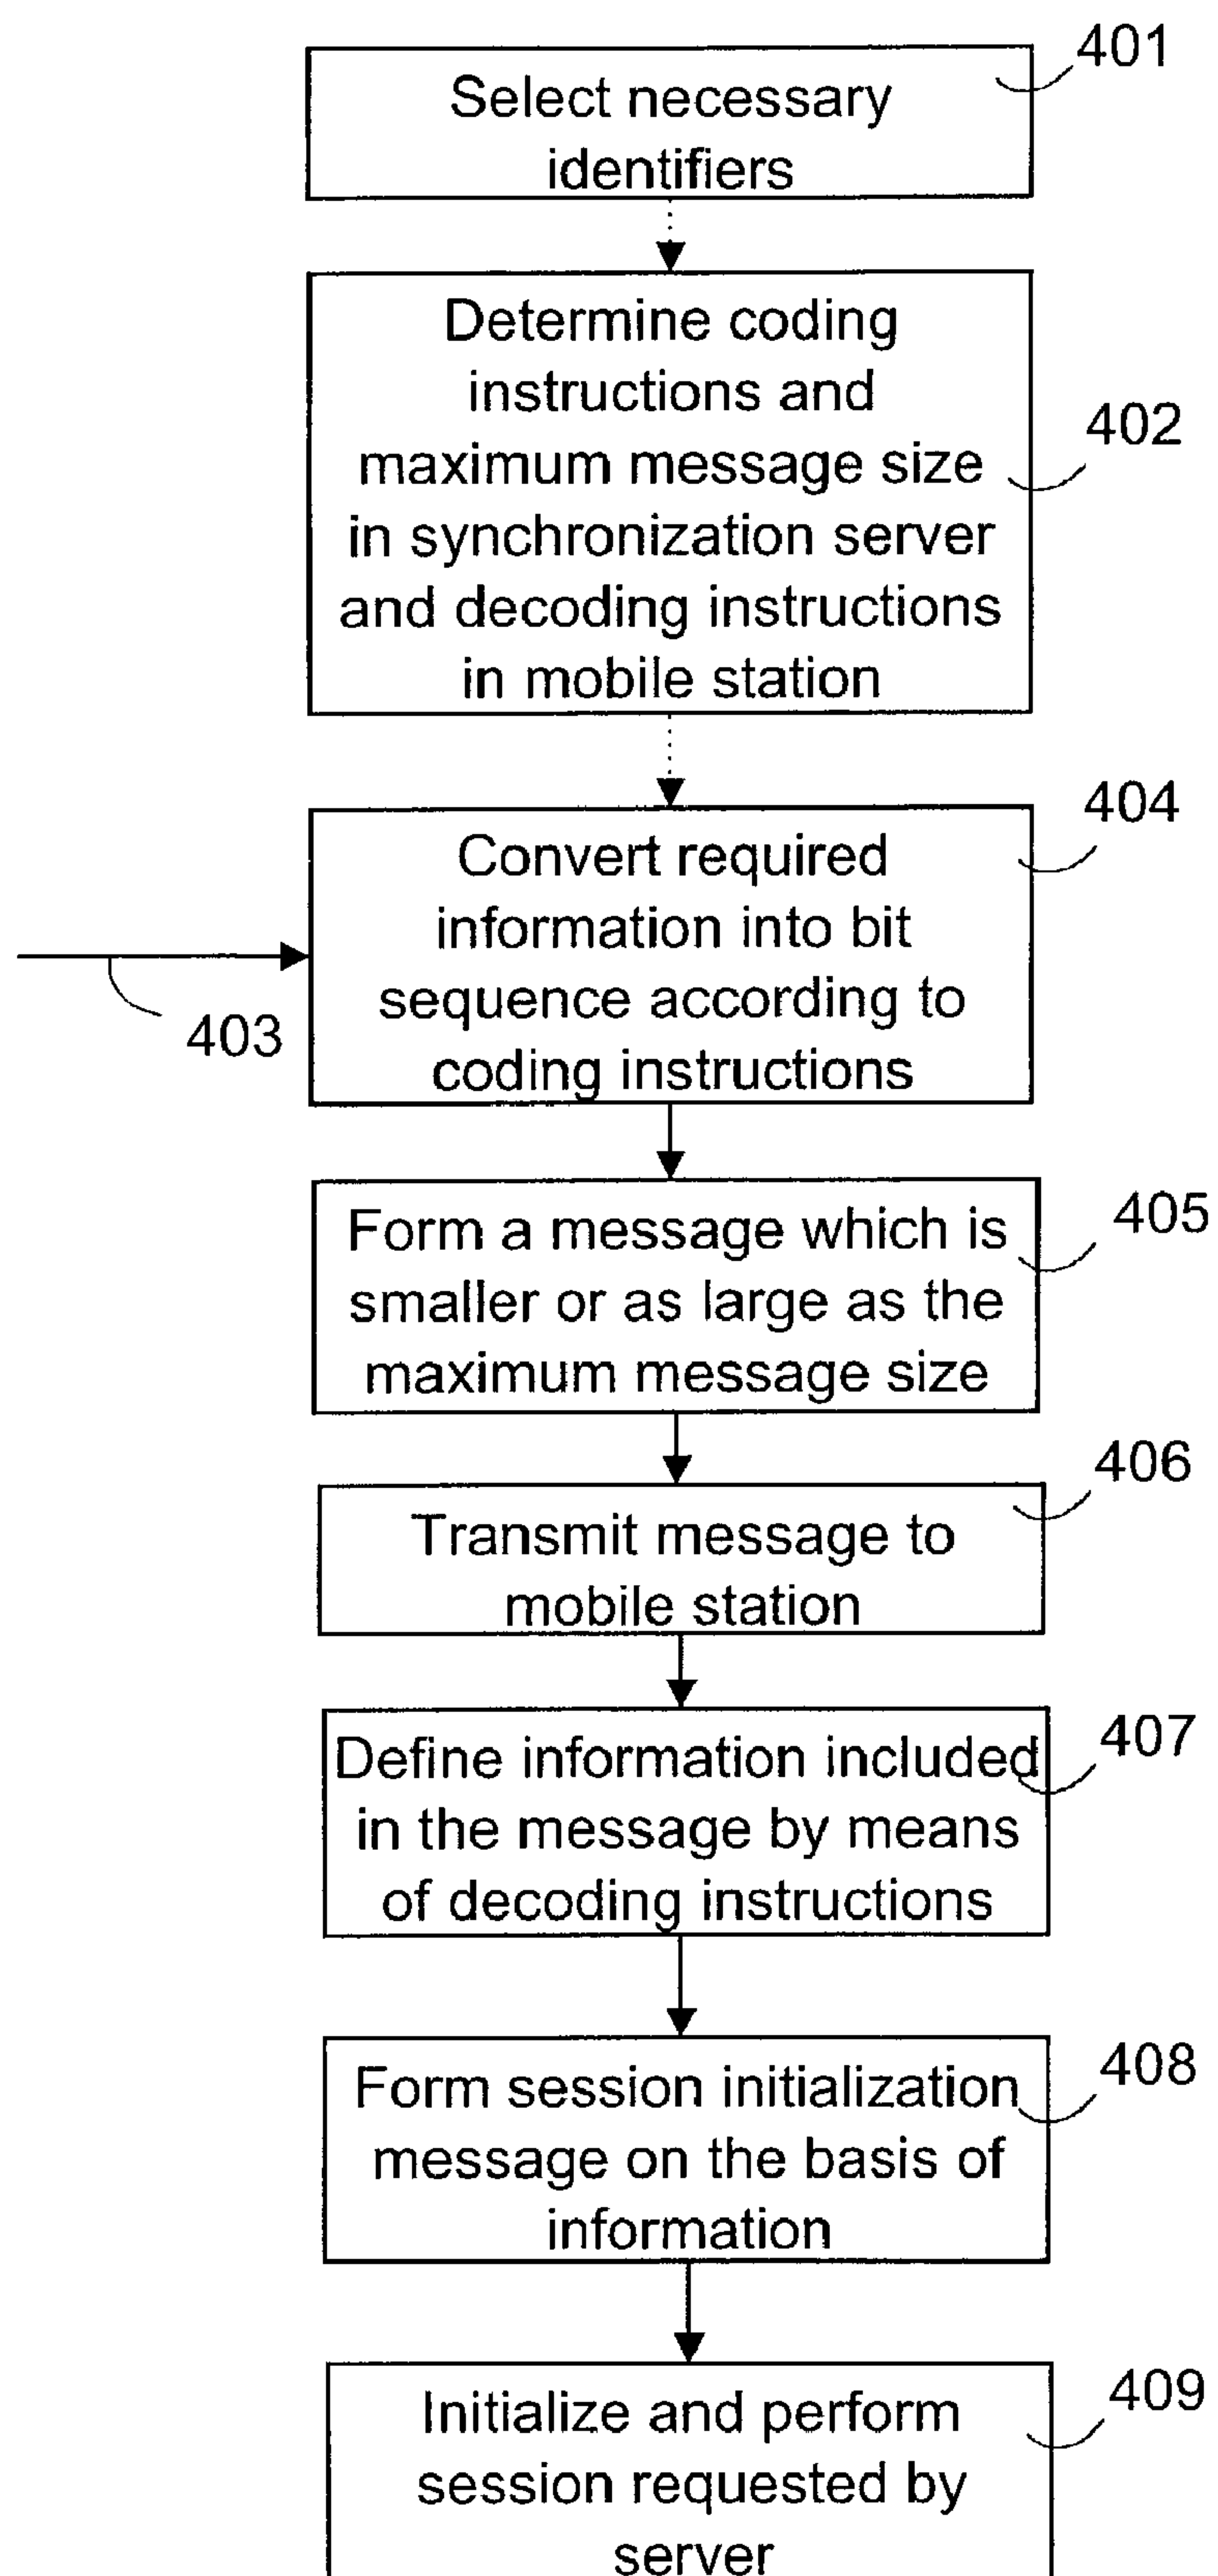 401
Select necessary
identifiers
Determine coding
instructions and
maximum message size
in synchronization server
and decoding instructions
in mobile station
402
404
Convert required
information into bit
sequence according to
coding instructions
403
405
Form a message which is
smaller or as large as the
maximum message size
406
Transmit message to
mobile station
407
Define information included
in the message by means
of decoding instructions
408
Form session initialization
message on the basis of
information
409
Initialize and perform
session requested by
server